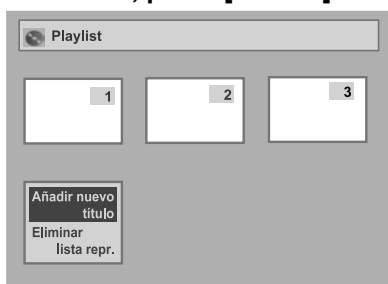 Playlist
1
2
3
Añadir nuevo
título
Eliminar
lista repr.